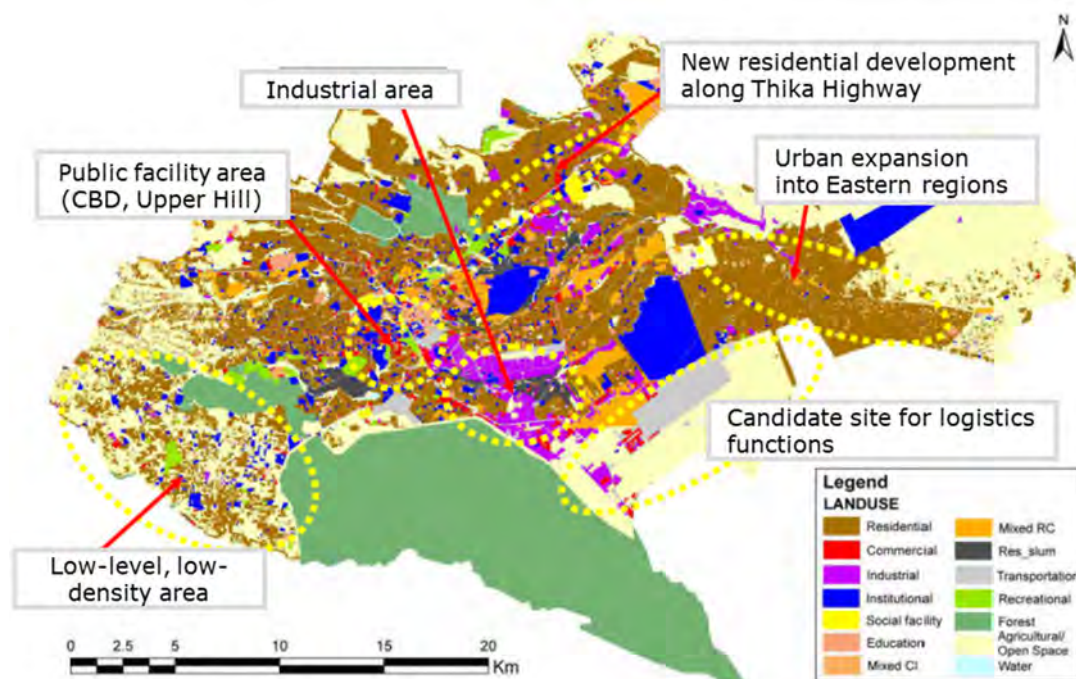 N
Industrial area
New residential development
along Thika Highway
Public facility area
(CBD, Upper Hill)
Urban expansion
into Eastern regions
Candidate site for logistics
functions
Low-level, low-
density area
0 2.5 5 10 15 20
Km
Legend
LANDUSE
Residential
Commercial
Industrial
Institutional
Social facility
Education
Mixed CI
Mixed RC
Res_slum
Transportation
Recreational
Forest
Agricultural/
Open Space
Water